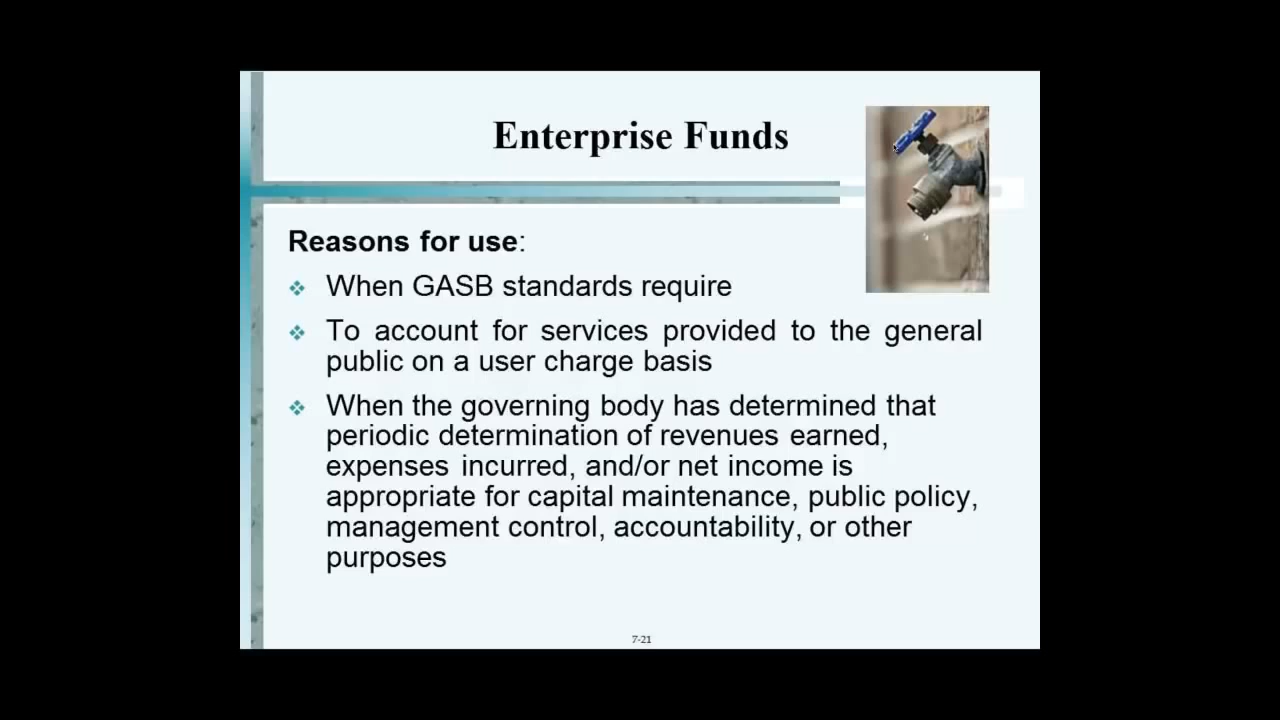 Enterprise Funds
Reasons for use:
When GASB standards require
To account for services provided to the general
public on a user charge basis
When the governing body has determined that
periodic determination of revenues earned,
expenses incurred, and/or net income is
appropriate for capital maintenance, public policy,
management control, accountability, or other
purposes
7-21